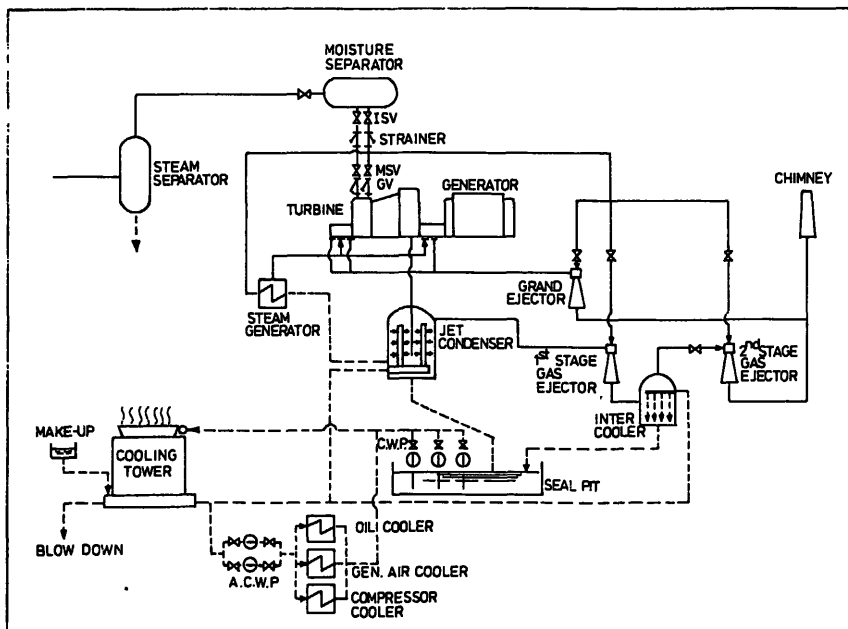 MOISTURE
SEPARATOR
ISV
STRAINER
STEAM
SEPARATOR
MSV
GV
GENERATOR
TURBINE
CHIMNEY
GRAND
EJECTOR
STEAM
GENERATOR
JET
CONDENSER
1st STAGE
GAS
EJECTOR
2nd STAGE
GAS
EJECTOR
INTER
COOLER
MAKE-UP
COOLING
TOWER
C.W.P.
SEAL PIT
BLOW DOWN
OIL COOLER
A.C.W.P
GEN. AIR COOLER
COMPRESSOR
COOLER